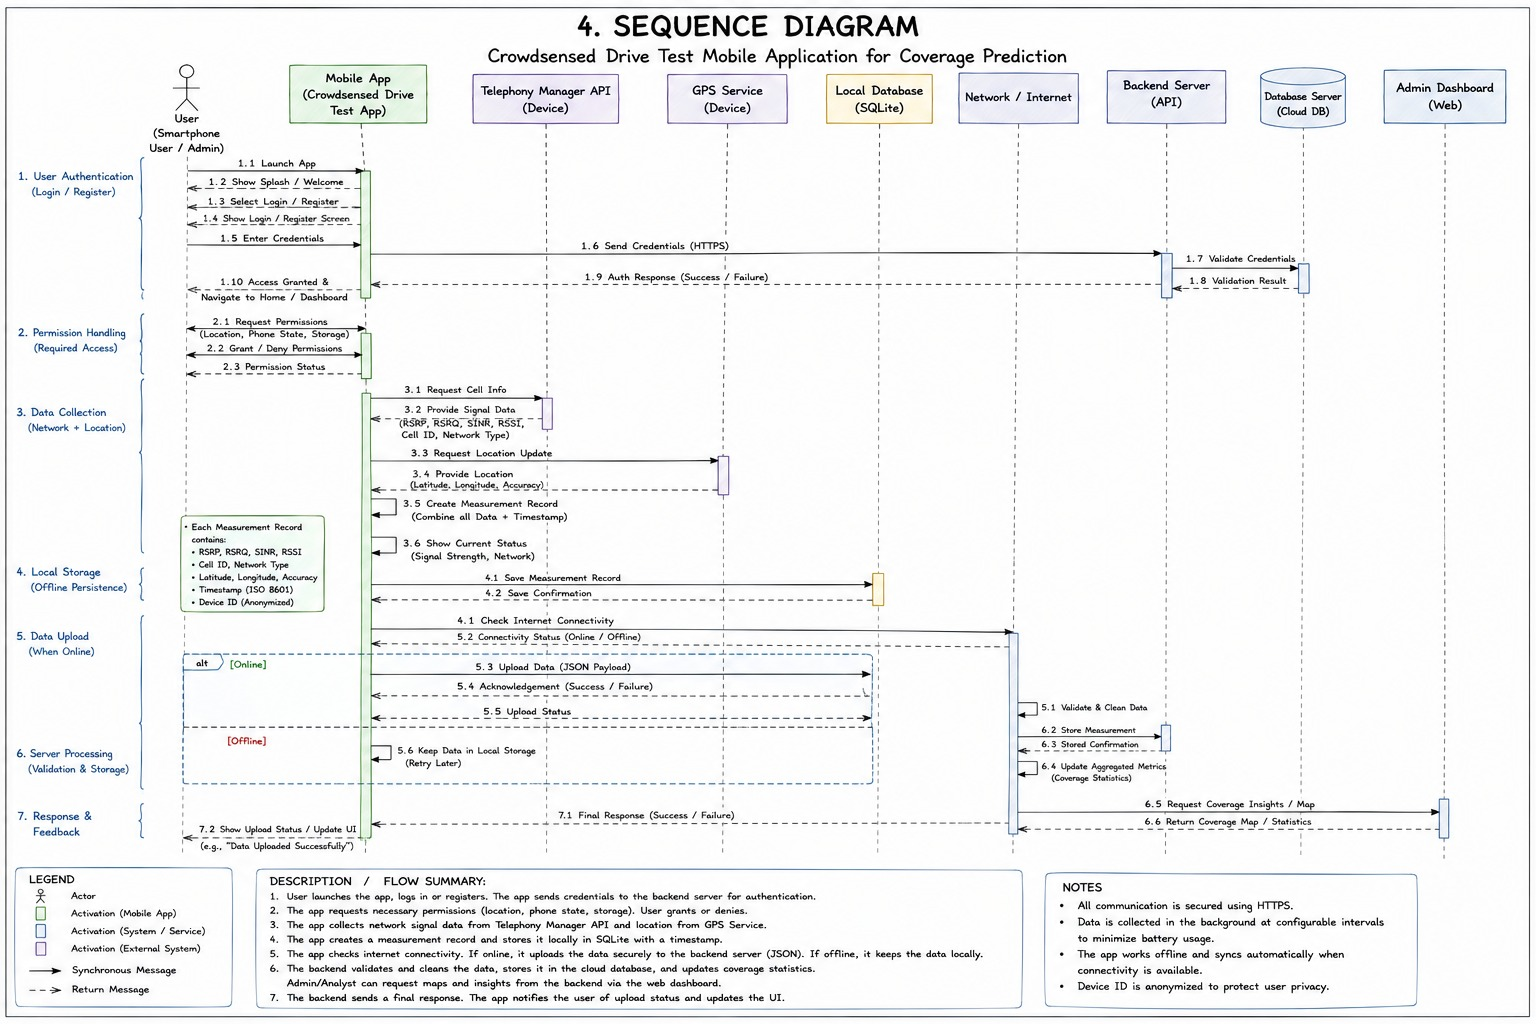 4. SEQUENCE DIAGRAM
Crowdsensed Drive Test Mobile Application for Coverage Prediction
User
(Smartphone
User / Admin)
Mobile App
(Crowdsensed Drive
Test App)
Telephony Manager API
(Device)
GPS Service
(Device)
Local Database
(SQLite)
Network / Internet
Backend Server
(API)
Database Server
(Cloud DB)
Admin Dashboard
(Web)
1. User Authentication
(Login / Register)
1.1 Launch App
1.2 Show Splash / Welcome
1.3 Select Login / Register
1.4 Show Login / Register Screen
1.5 Enter Credentials
1.6 Send Credentials (HTTPS)
1.7 Validate Credentials
1.8 Validation Result
1.9 Auth Response (Success / Failure)
1.10 Access Granted &
Navigate to Home / Dashboard
2. Permission Handling
(Required Access)
2.1 Request Permissions
(Location, Phone State, Storage)
2.2 Grant / Deny Permissions
2.3 Permission Status
3. Data Collection
(Network + Location)
3.1 Request Cell Info
3.2 Provide Signal Data
(RSRP, RSRQ, SINR, RSSI,
Cell ID, Network Type)
3.3 Request Location Update
3.4 Provide Location
(Latitude, Longitude, Accuracy)
3.5 Create Measurement Record
(Combine all Data + Timestamp)
3.6 Show Current Status
(Signal Strength, Network)
• Each Measurement Record
contains:
• RSRP, RSRQ, SINR, RSSI
• Cell ID, Network Type
• Latitude, Longitude, Accuracy
• Timestamp (ISO 8601)
• Device ID (Anonymized)
4. Local Storage
(Offline Persistence)
4.1 Save Measurement Record
4.2 Save Confirmation
5. Data Upload
(When Online)
4.1 Check Internet Connectivity
5.2 Connectivity Status (Online / Offline)
alt
[Online]
5.3 Upload Data (JSON Payload)
5.4 Acknowledgement (Success / Failure)
5.5 Upload Status
[Offline]
5.6 Keep Data in Local Storage
(Retry Later)
6. Server Processing
(Validation & Storage)
5.1 Validate & Clean Data
6.2 Store Measurement
6.3 Stored Confirmation
6.4 Update Aggregated Metrics
(Coverage Statistics)
6.5 Request Coverage Insights / Map
6.6 Return Coverage Map / Statistics
7. Response &
Feedback
7.1 Final Response (Success / Failure)
7.2 Show Upload Status / Update UI
(e.g., "Data Uploaded Successfully")
LEGEND
Actor
Activation (Mobile App)
Activation (System / Service)
Activation (External System)
Synchronous Message
Return Message
DESCRIPTION / FLOW SUMMARY:
1. User launches the app, logs in or registers. The app sends credentials to the backend server for authentication.
2. The app requests necessary permissions (location, phone state, storage). User grants or denies.
3. The app collects network signal data from Telephony Manager API and location from GPS Service.
4. The app creates a measurement record and stores it locally in SQLite with a timestamp.
5. The app checks internet connectivity. If online, it uploads the data securely to the backend server (JSON). If offline, it keeps the data locally.
6. The backend validates and cleans the data, stores it in the cloud database, and updates coverage statistics.
Admin/Analyst can request maps and insights from the backend via the web dashboard.
7. The backend sends a final response. The app notifies the user of upload status and updates the UI.
NOTES
• All communication is secured using HTTPS.
• Data is collected in the background at configurable intervals
to minimize battery usage.
• The app works offline and syncs automatically when
connectivity is available.
• Device ID is anonymized to protect user privacy.